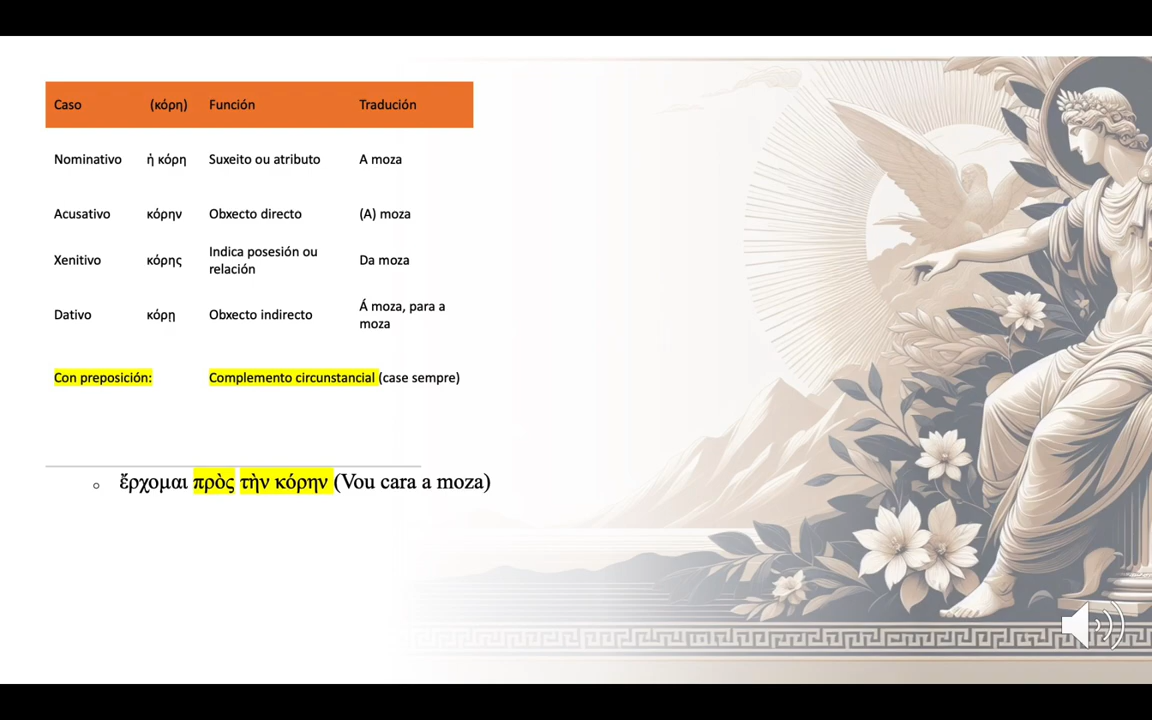 Caso (κόρη) Función Tradución
Nominativo ἡ κόρη Suxeito ou atributo A moza
Acusativo κόρην Obxecto directo (A) moza
Xenitivo κόρης Indica posesión ou relación Da moza
Dativo κόρῃ Obxecto indirecto Á moza, para a moza
Con preposición: Complemento circunstancial (case sempre)
ἔρχομαι πρὸς τὴν κόρην (Vou cara a moza)